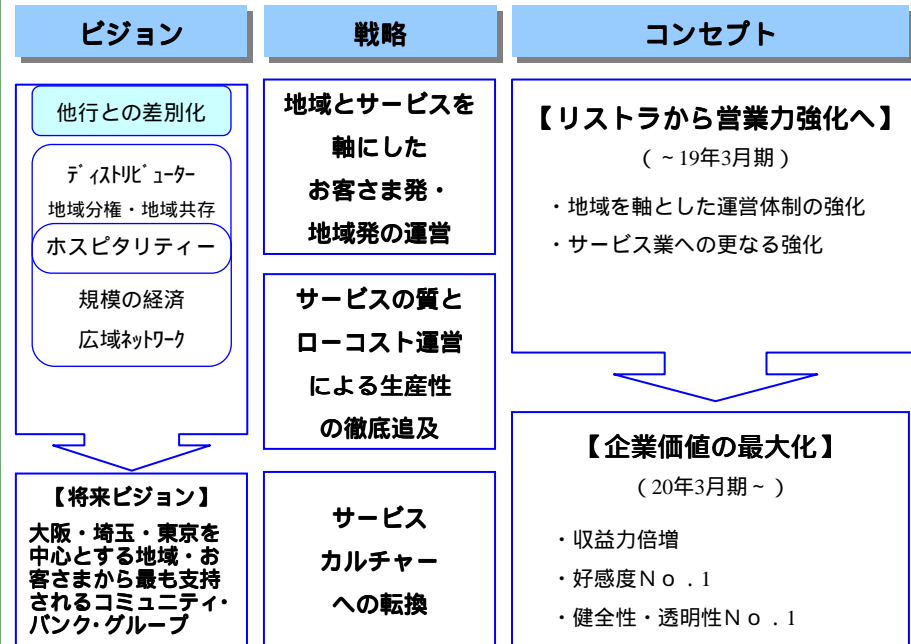 ビジョン
他行との差別化
ディストリビューター
地域分権・地域共存
ホスピタリティー
規模の経済
広域ネットワーク
【将来ビジョン】
大阪・埼玉・東京を
中心とする地域・お
客さまから最も支持
されるコミュニティ・
バンク・グループ
戦略
地域とサービスを
軸にした
お客さま発・
地域発の運営
サービスの質と
ローコスト運営
による生産性
の徹底追及
サービス
カルチャー
への転換
コンセプト
【リストラから営業力強化へ】
(~19年3月期)
・地域を軸とした運営体制の強化
・サービス業への更なる強化
【企業価値の最大化】
(20年3月期~)
・収益力倍増
・好感度No.1
・健全性・透明性No.1